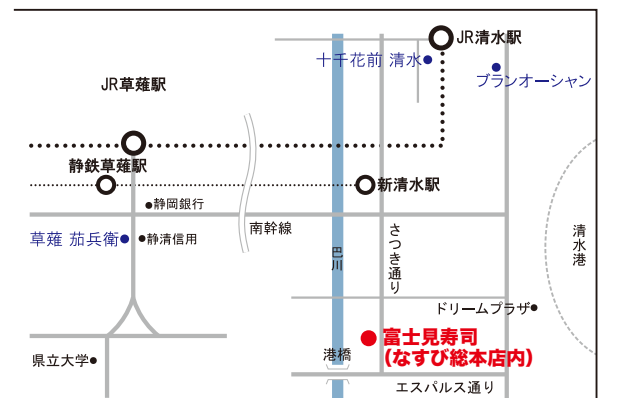 JR清水駅
十千花前 清水
ブランオーシャン
JR草薙駅
静鉄草薙駅
新清水駅
静岡銀行
南幹線
草薙 茄兵衛
静清信用
さつき通り
巴川
清水港
ドリームプラザ
富士見寿司
(なすび総本店内)
港橋
県立大学
エスパルス通り